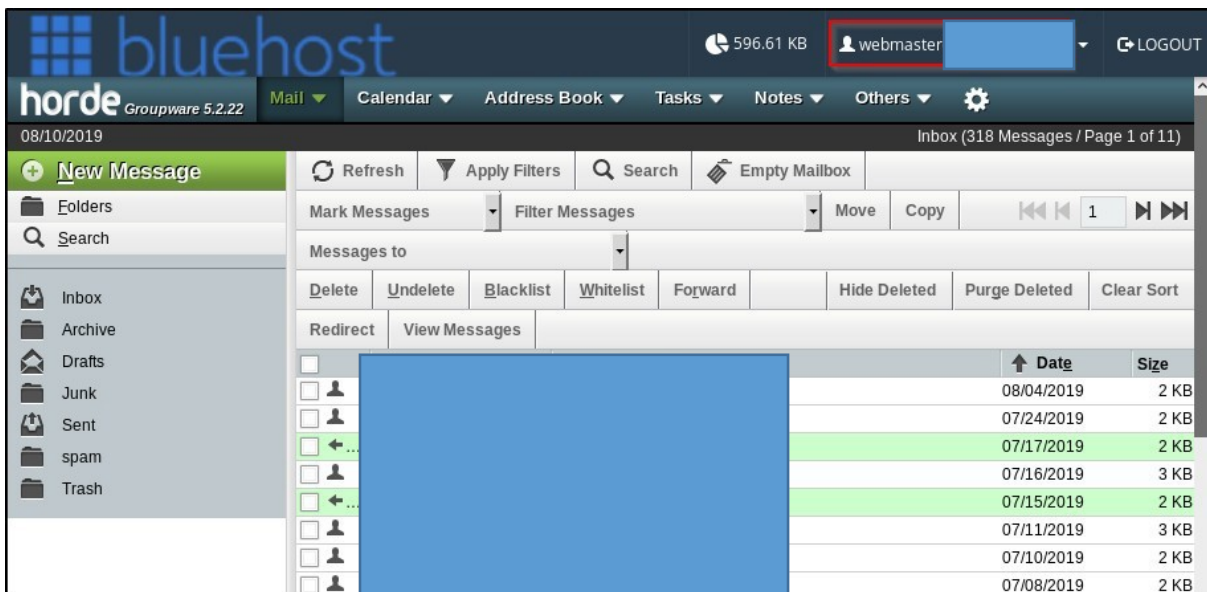 bluehost 596.61 KB webmaster LOGOUT
horde Groupware 5.2.22 Mail Calendar Address Book Tasks Notes Others
08/10/2019 Inbox (318 Messages / Page 1 of 11)
New Message Refresh Apply Filters Search Empty Mailbox
Folders Mark Messages Filter Messages Move Copy 1
Search Messages to
Inbox Delete Undelete Blacklist Whitelist Forward Hide Deleted Purge Deleted Clear Sort
Archive Redirect View Messages
Drafts Date Size
Junk 08/04/2019 2 KB
Sent 07/24/2019 2 KB
spam ... 07/17/2019 2 KB
Trash 07/16/2019 3 KB
... 07/15/2019 2 KB
07/11/2019 3 KB
07/10/2019 2 KB
07/08/2019 2 KB